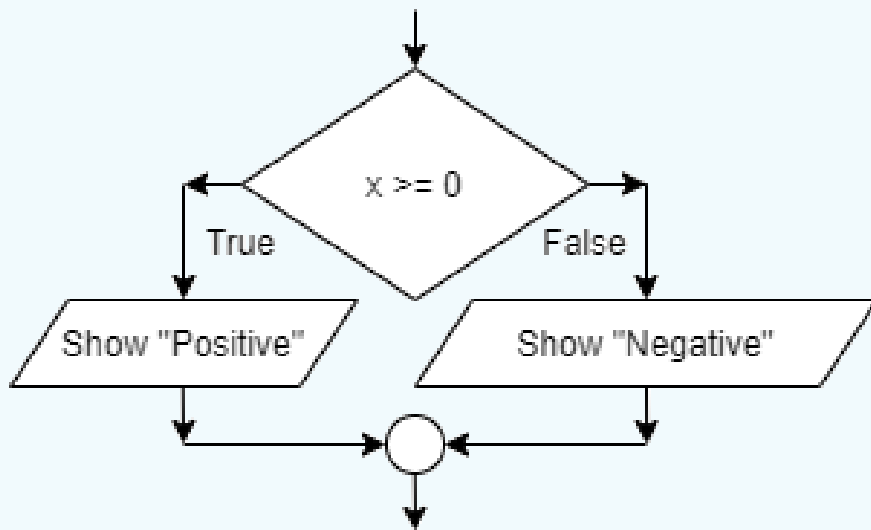 x >= 0
True
False
Show "Positive"
Show "Negative"